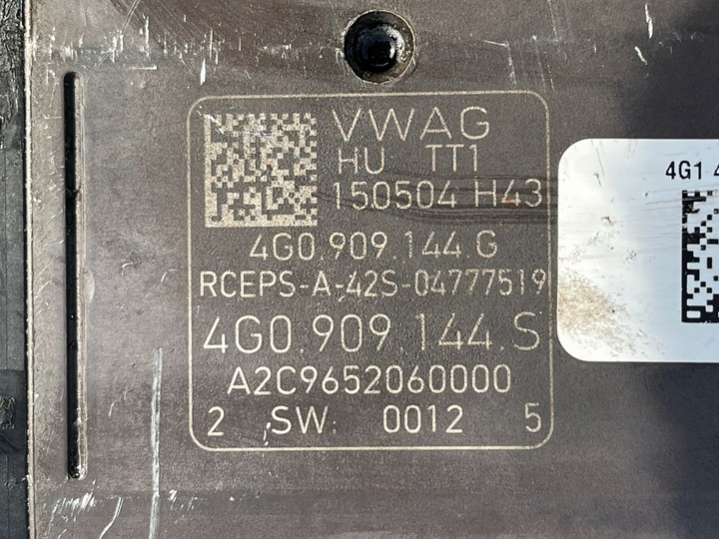 VWAG
HU TT1
150504 H43
4G0.909.144.G
RCEPS-A-42S-04777519
4G0.909.144.S
A2C9652060000
2 SW: 0012 5
4G1 4